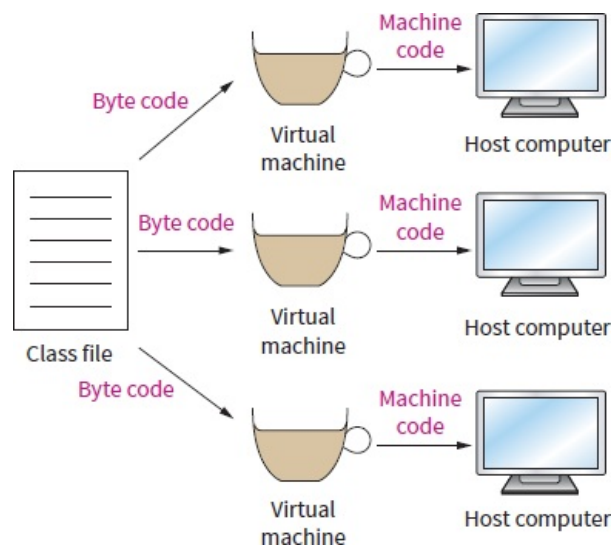 Byte code
Virtual
machine
Machine
code
Host computer
Class file
Byte code
Virtual
machine
Machine
code
Host computer
Byte code
Virtual
machine
Machine
code
Host computer